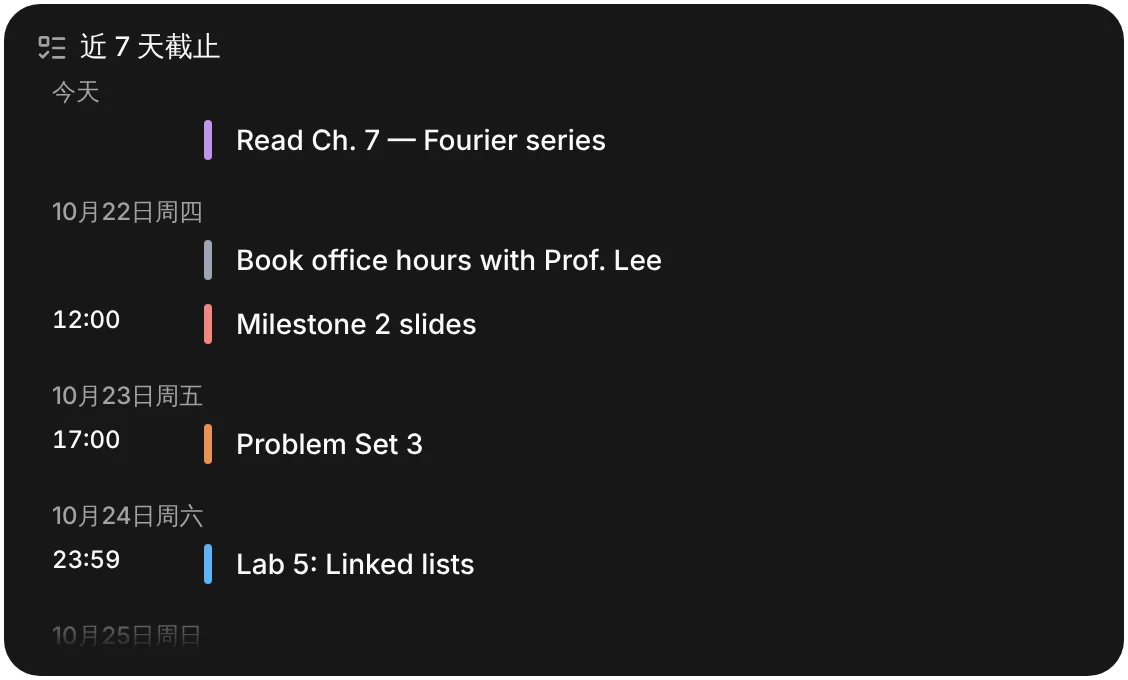 近 7 天截止
今天
Read Ch. 7 — Fourier series
10月22日周四
Book office hours with Prof. Lee
12:00 Milestone 2 slides
10月23日周五
17:00 Problem Set 3
10月24日周六
23:59 Lab 5: Linked lists
10月25日周日